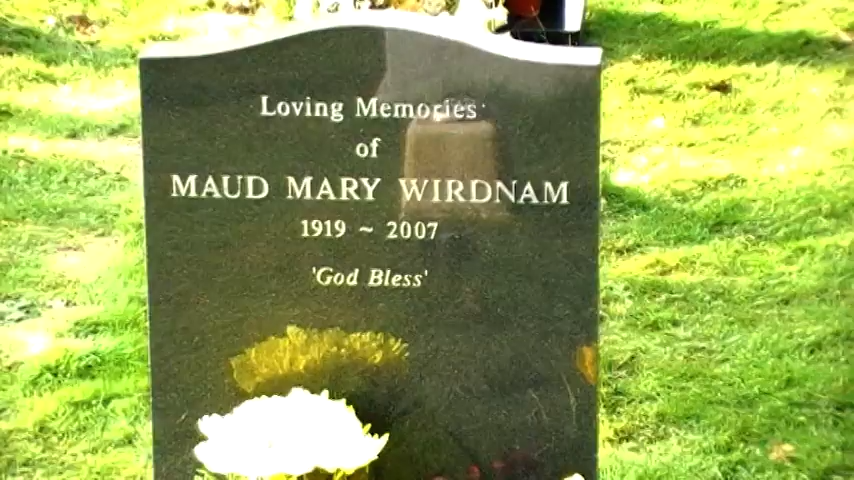 Loving Memories
of
MAUD MARY WIRDNAM
1919 ~ 2007
'God Bless'